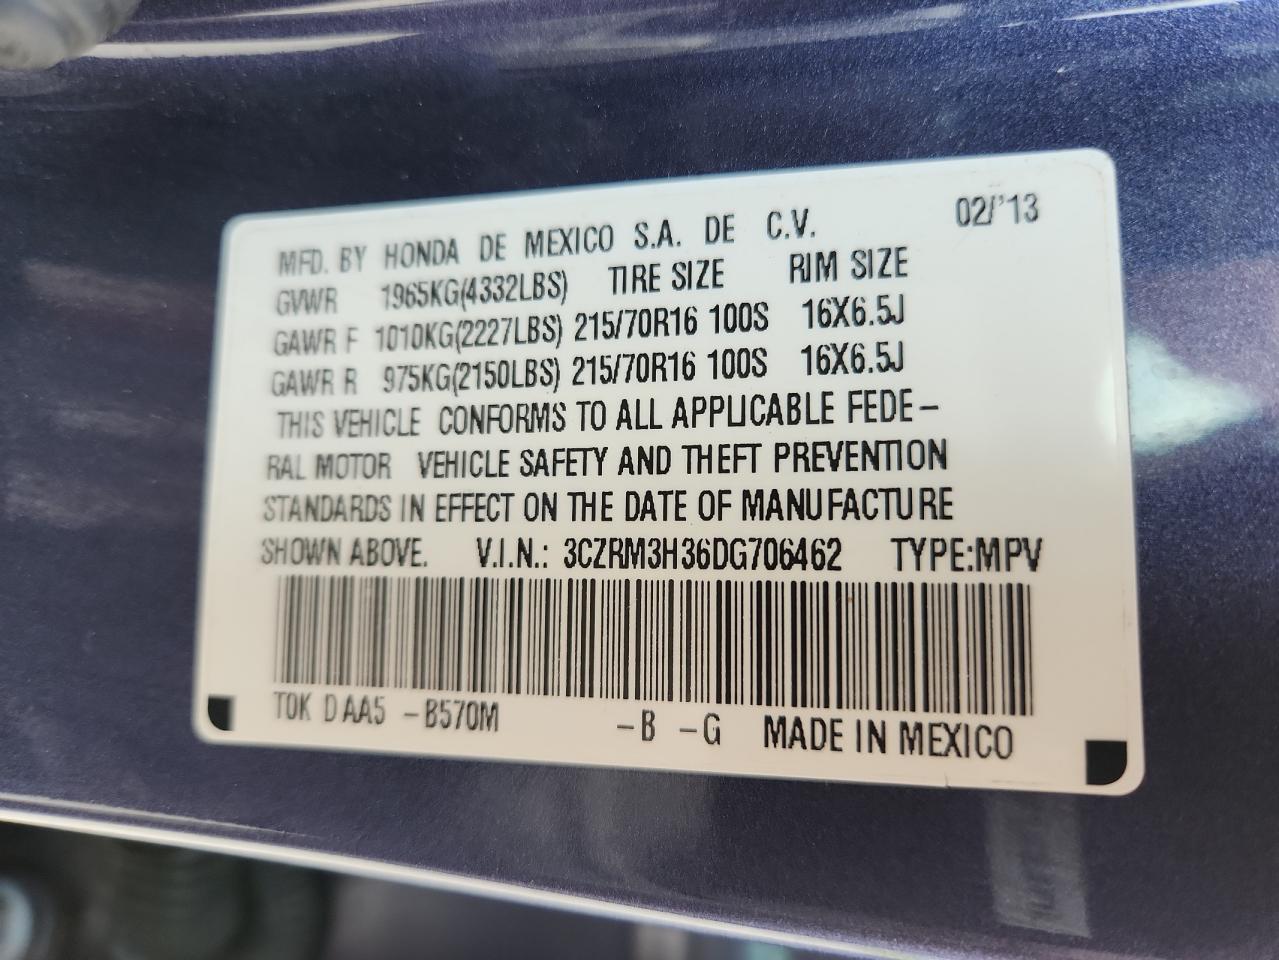 MFD. BY HONDA DE MEXICO S.A. DE C.V. 02/'13
GVWR 1965KG(4332LBS) TIRE SIZE RIM SIZE
GAWR F 1010KG(2227LBS) 215/70R16 100S 16X6.5J
GAWR R 975KG(2150LBS) 215/70R16 100S 16X6.5J
THIS VEHICLE CONFORMS TO ALL APPLICABLE FEDE-
RAL MOTOR VEHICLE SAFETY AND THEFT PREVENTION
STANDARDS IN EFFECT ON THE DATE OF MANUFACTURE
SHOWN ABOVE. V.I.N.: 3CZRM3H36DG706462 TYPE:MPV
T0K D AA5 -B570M -B -G MADE IN MEXICO